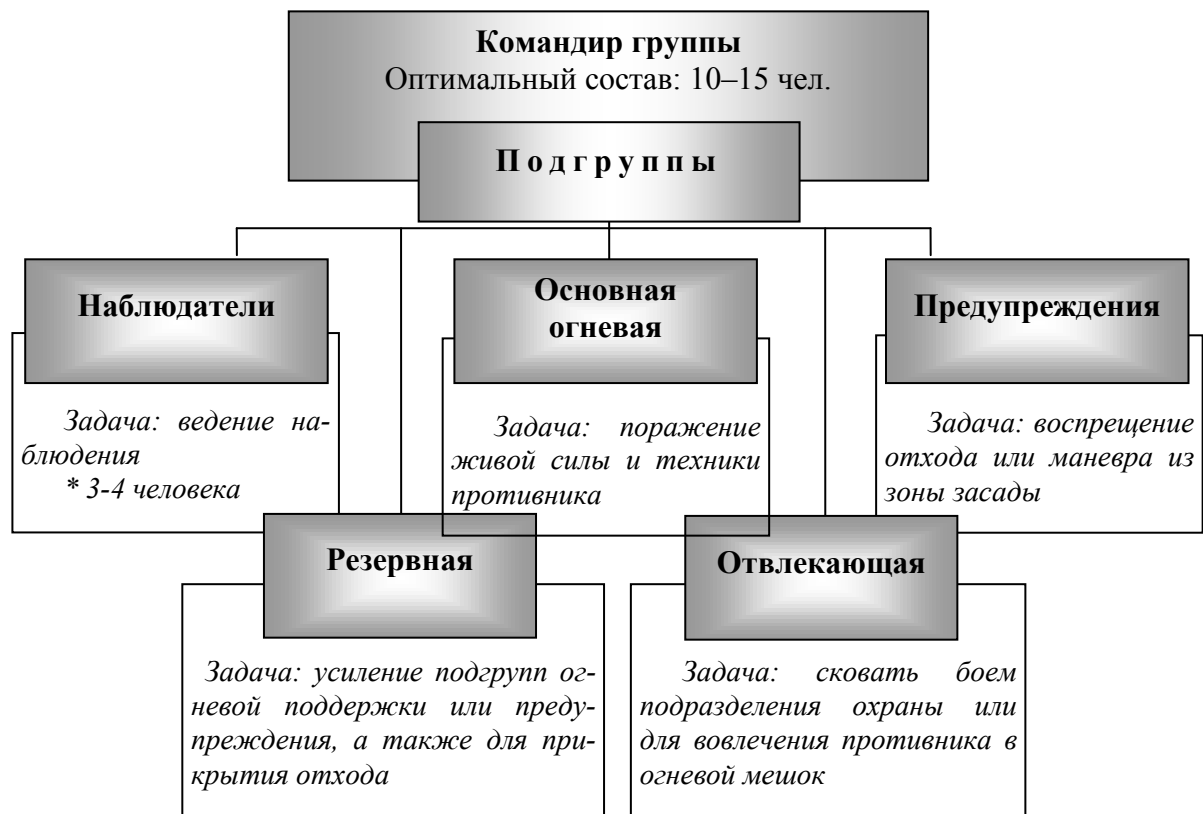 Командир группы
Оптимальный состав: 10–15 чел.
Подгруппы
Наблюдатели
Задача: ведение на-
блюдения
* 3-4 человека
Основная
огневая
Задача: поражение
живой силы и техники
противника
Предупреждения
Задача: воспрещение
отхода или маневра из
зоны засады
Резервная
Задача: усиление подгрупп ог-
невой поддержки или преду-
преждения, а также для при-
крытия отхода
Отвлекающая
Задача: сковать боем
подразделения охраны или
для вовлечения противника в
огневой мешок